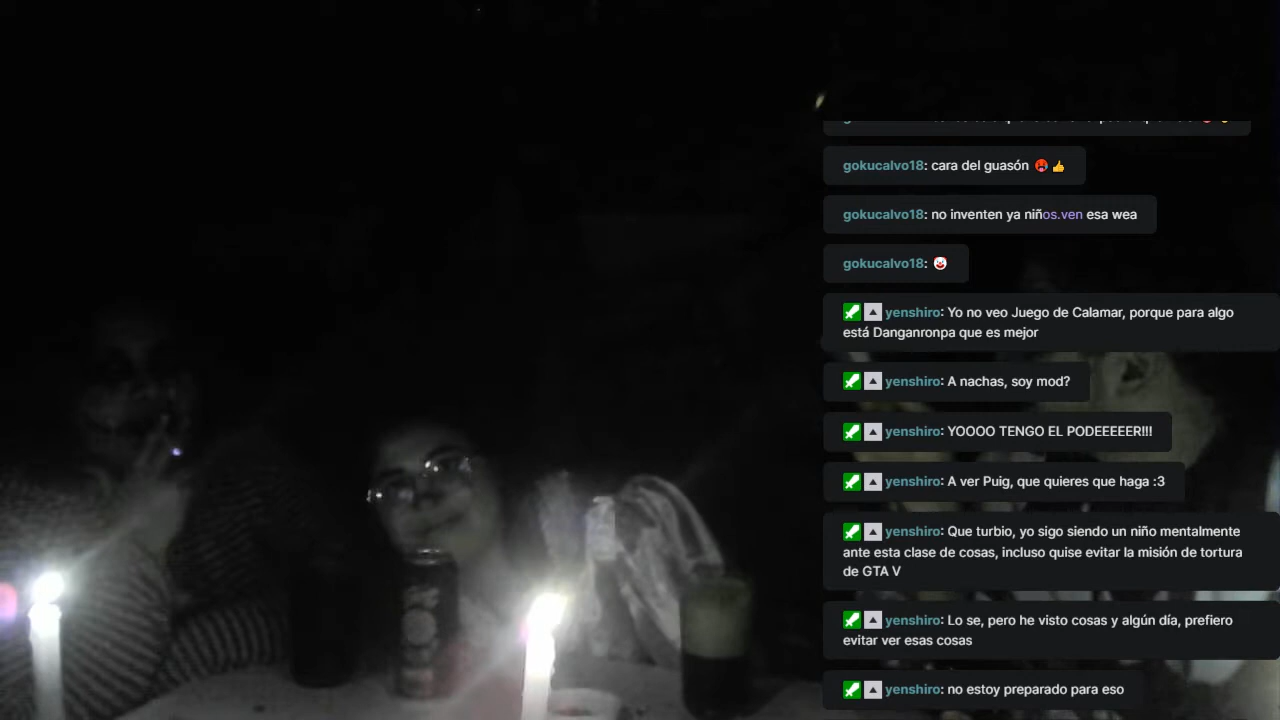 gokucalvo18: cara del guasón 👹👍
gokucalvo18: no inventen ya niños.ven esa wea
gokucalvo18: 🤡
yenshiro: Yo no veo Juego de Calamar, porque para algo
está Danganronpa que es mejor
yenshiro: A nachas, soy mod?
yenshiro: YOOOO TENGO EL PODEEEEER!!!
yenshiro: A ver Puig, que quieres que haga :3
yenshiro: Que turbio, yo sigo siendo un niño mentalmente
ante esta clase de cosas, incluso quise evitar la misión de tortura
de GTA V
yenshiro: Lo se, pero he visto cosas y algún día, prefiero
evitar ver esas cosas
yenshiro: no estoy preparado para eso